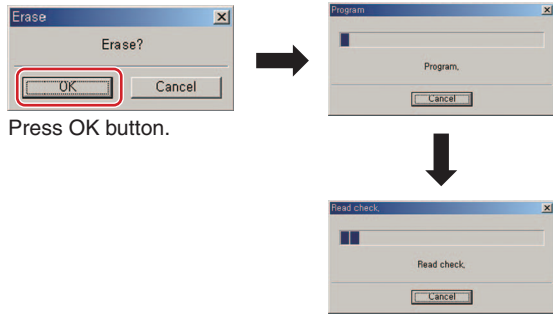 Erase
Erase?
OK
Cancel
Press OK button.
Program
Program,
Cancel
Read check,
Read check,
Cancel